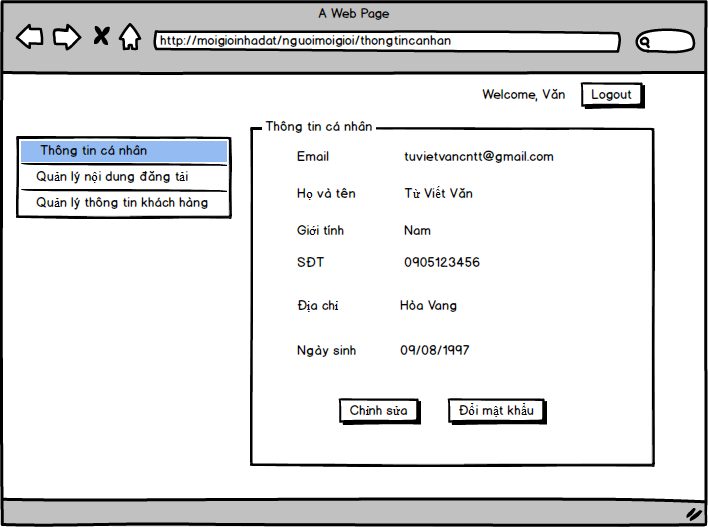 A Web Page
http://moigioinhadat/nguoimoigioi/thongtincanhan
Welcome, Văn
Logout
Thông tin cá nhân
Quản lý nội dung đăng tải
Quản lý thông tin khách hàng
Thông tin cá nhân
Email tuvietvancntt@gmail.com
Họ và tên Từ Viết Văn
Giới tính Nam
SĐT 0905123456
Địa chỉ Hòa Vang
Ngày sinh 09/08/1997
Chỉnh sửa
Đổi mật khẩu